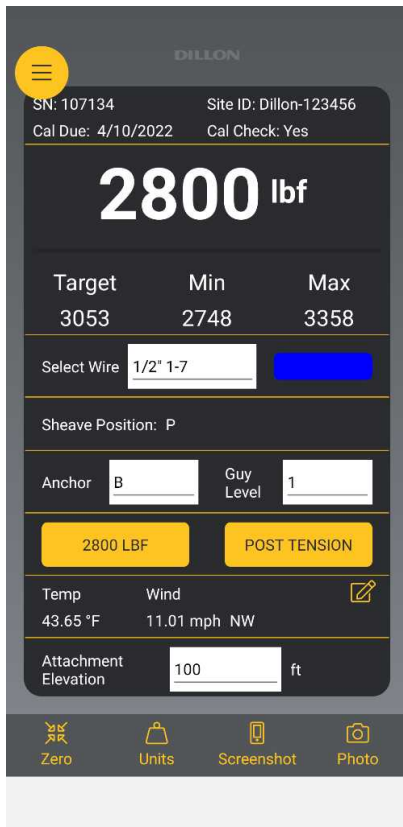 DILLON
SN: 107134 Site ID: Dillon-123456
Cal Due: 4/10/2022 Cal Check: Yes
2800 lbf
Target Min Max
3053 2748 3358
Select Wire 1/2" 1-7
Sheave Position: P
Anchor B Guy Level 1
2800 LBF POST TENSION
Temp Wind
43.65 °F 11.01 mph NW
Attachment Elevation 100 ft
Zero Units Screenshot Photo